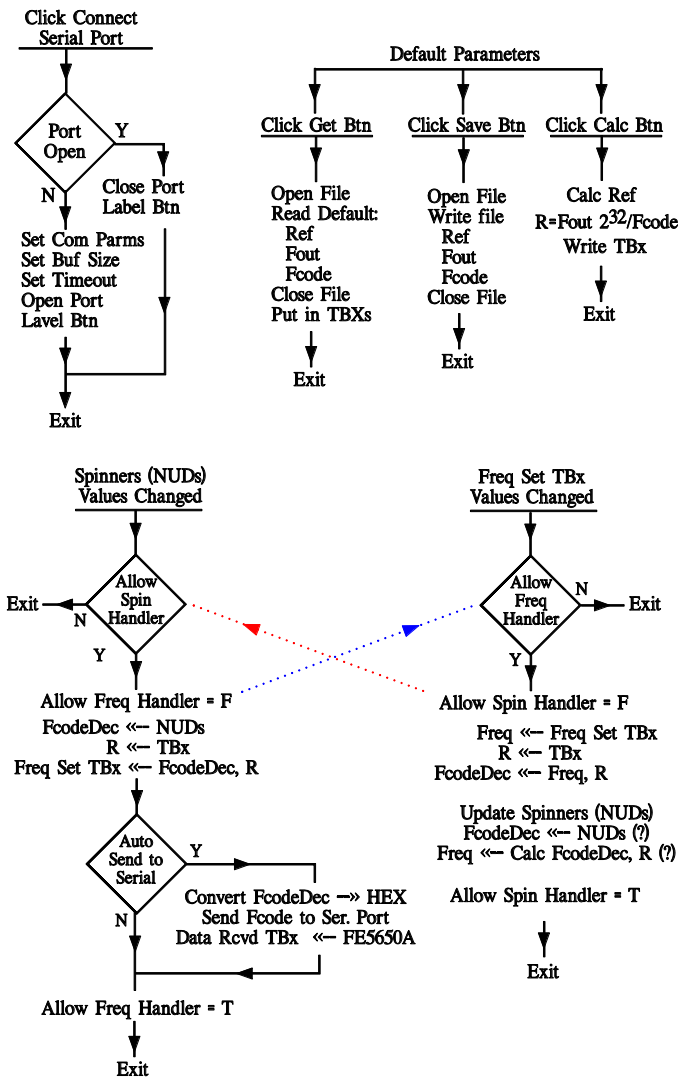 Click Connect
Serial Port
Port
Open
Y
N
Close Port
Label Btn
Set Com Parms
Set Buf Size
Set Timeout
Open Port
Lavel Btn
Exit
Default Parameters
Click Get Btn
Open File
Read Default:
Ref
Fout
Fcode
Close File
Put in TBXs
Exit
Click Save Btn
Open File
Write file
Ref
Fout
Fcode
Close File
Exit
Click Calc Btn
Calc Ref
R=Fout 2^32/Fcode
Write TBx
Exit
Spinners (NUDs)
Values Changed
Allow
Spin
Handler
Exit
N
Y
Allow Freq Handler = F
FcodeDec «– NUDs
R «– TBx
Freq Set TBx «– FcodeDec, R
Auto
Send to
Serial
Y
N
Convert FcodeDec –» HEX
Send Fcode to Ser. Port
Data Rcvd TBx «– FE5650A
Allow Freq Handler = T
Exit
Freq Set TBx
Values Changed
Allow
Freq
Handler
N
Exit
Y
Allow Spin Handler = F
Freq «– Freq Set TBx
R «– TBx
FcodeDec «– Freq, R
Update Spinners (NUDs)
FcodeDec «– NUDs (?)
Freq «– Calc FcodeDec, R (?)
Allow Spin Handler = T
Exit